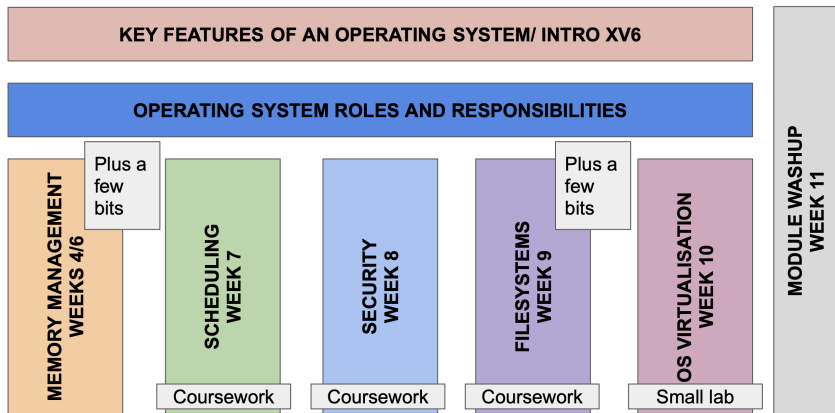 KEY FEATURES OF AN OPERATING SYSTEM/ INTRO XV6
OPERATING SYSTEM ROLES AND RESPONSIBILITIES
MEMORY MANAGEMENT
WEEKS 4/6
Plus a
few
bits
SCHEDULING
WEEK 7
Coursework
SECURITY
WEEK 8
Coursework
FILESYSTEMS
WEEK 9
Coursework
Plus a
few
bits
OS VIRTUALISATION
WEEK 10
Small lab
MODULE WASHUP
WEEK 11